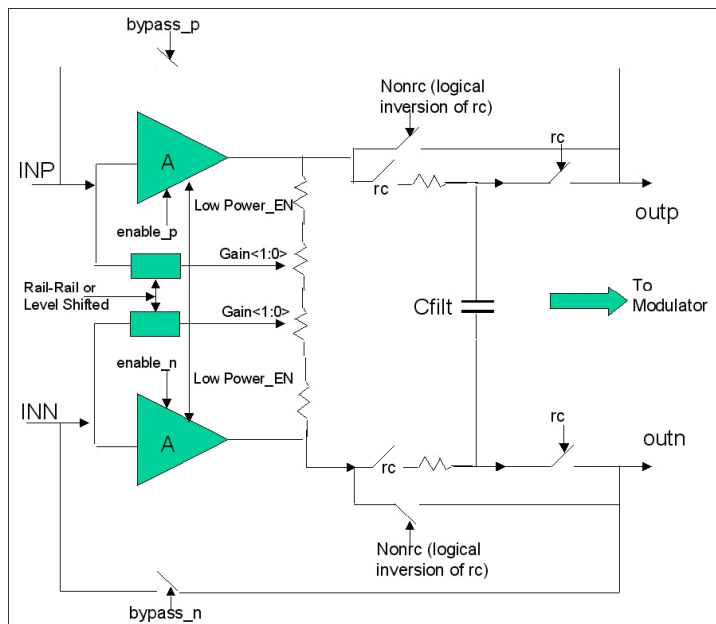 bypass_p
Nonrc (logical
inversion of rc)
rc
INP
A
rc
Low Power_EN
outp
enable_p
Gain<1:0>
Rail-Rail or
Level Shifted
Gain<1:0>
Cfilt
To
Modulator
enable_n
Low Power_EN
INN
A
rc
outn
rc
Nonrc (logical
inversion of rc)
bypass_n